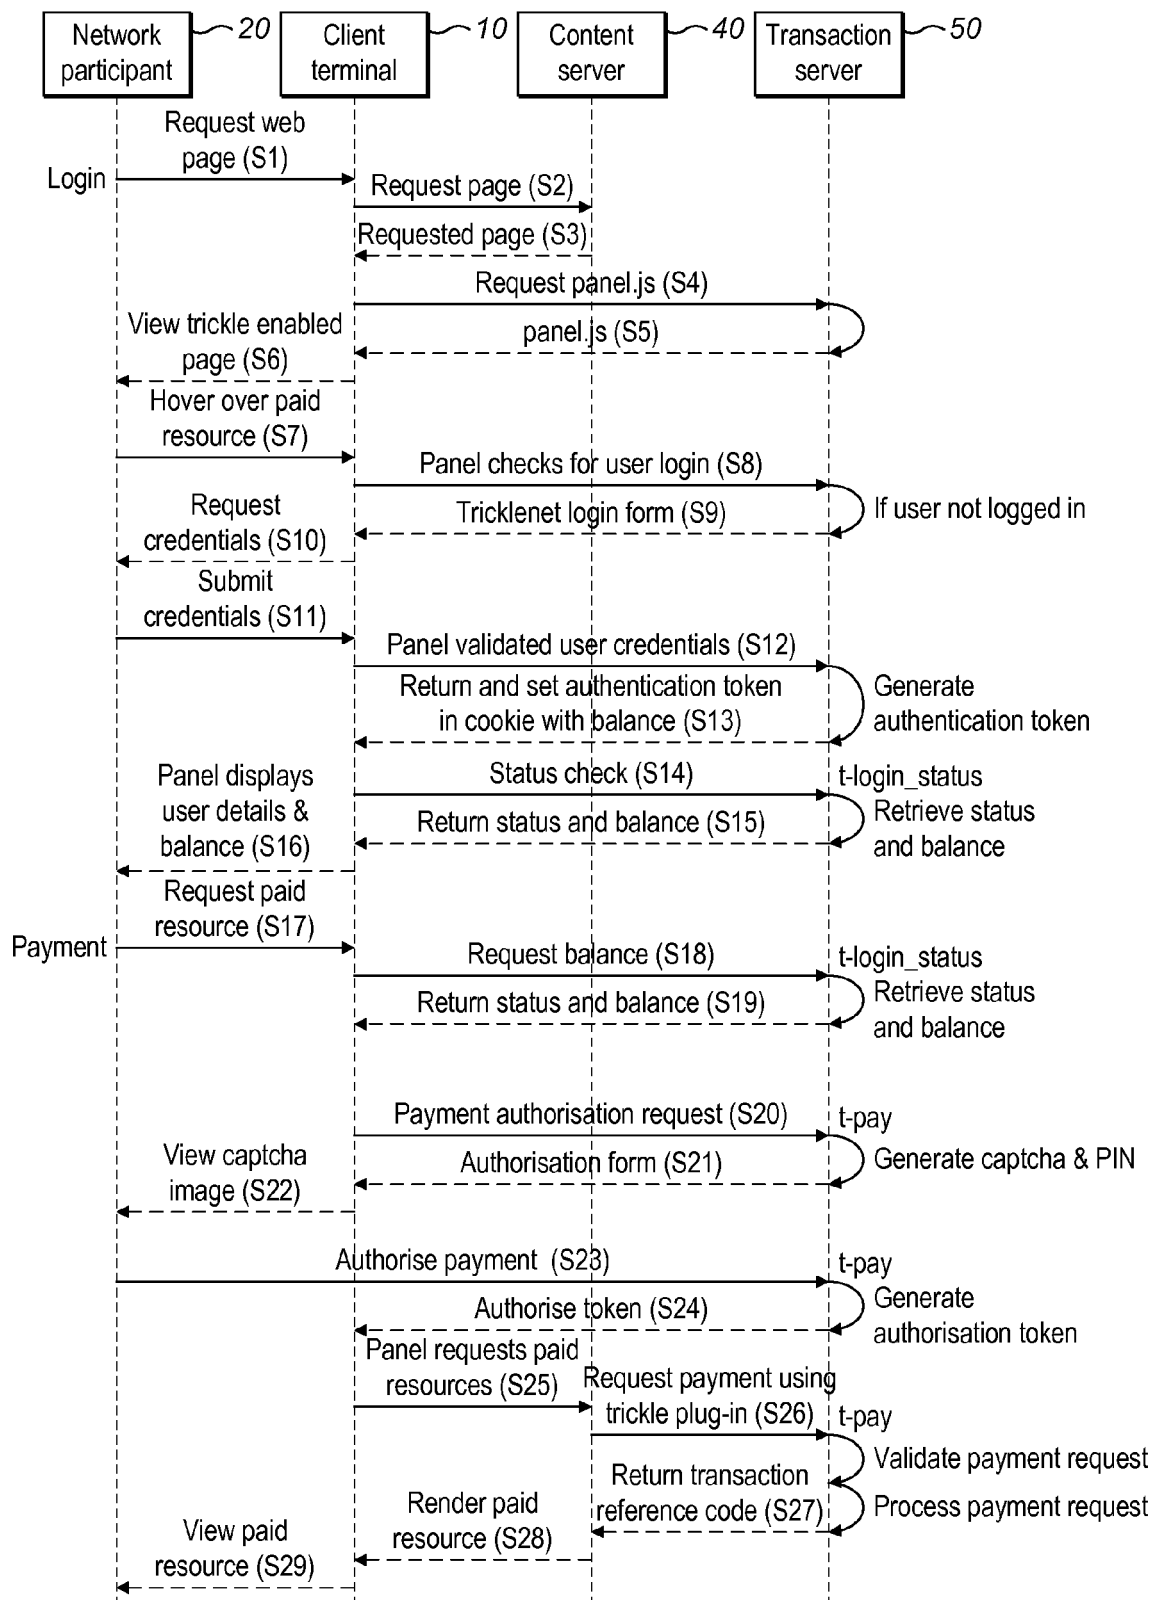 Network
participant
20
Client
terminal
10
Content
server
40
Transaction
server
50
Request web
page (S1)
Login
Request page (S2)
Requested page (S3)
Request panel.js (S4)
View trickle enabled
page (S6)
panel.js (S5)
Hover over paid
resource (S7)
Panel checks for user login (S8)
Request
credentials (S10)
Tricklenet login form (S9)
If user not logged in
Submit
credentials (S11)
Panel validated user credentials (S12)
Return and set authentication token
in cookie with balance (S13)
Generate
authentication token
Panel displays
user details &
balance (S16)
Status check (S14)
t-login_status
Return status and balance (S15)
Retrieve status
and balance
Request paid
resource (S17)
Payment
Request balance (S18)
t-login_status
Return status and balance (S19)
Retrieve status
and balance
Payment authorisation request (S20)
t-pay
View captcha
image (S22)
Authorisation form (S21)
Generate captcha & PIN
Authorise payment (S23)
t-pay
Authorise token (S24)
Generate
authorisation token
Panel requests paid
resources (S25)
Request payment using
trickle plug-in (S26)
t-pay
Validate payment request
Return transaction
reference code (S27)
Process payment request
Render paid
resource (S28)
View paid
resource (S29)